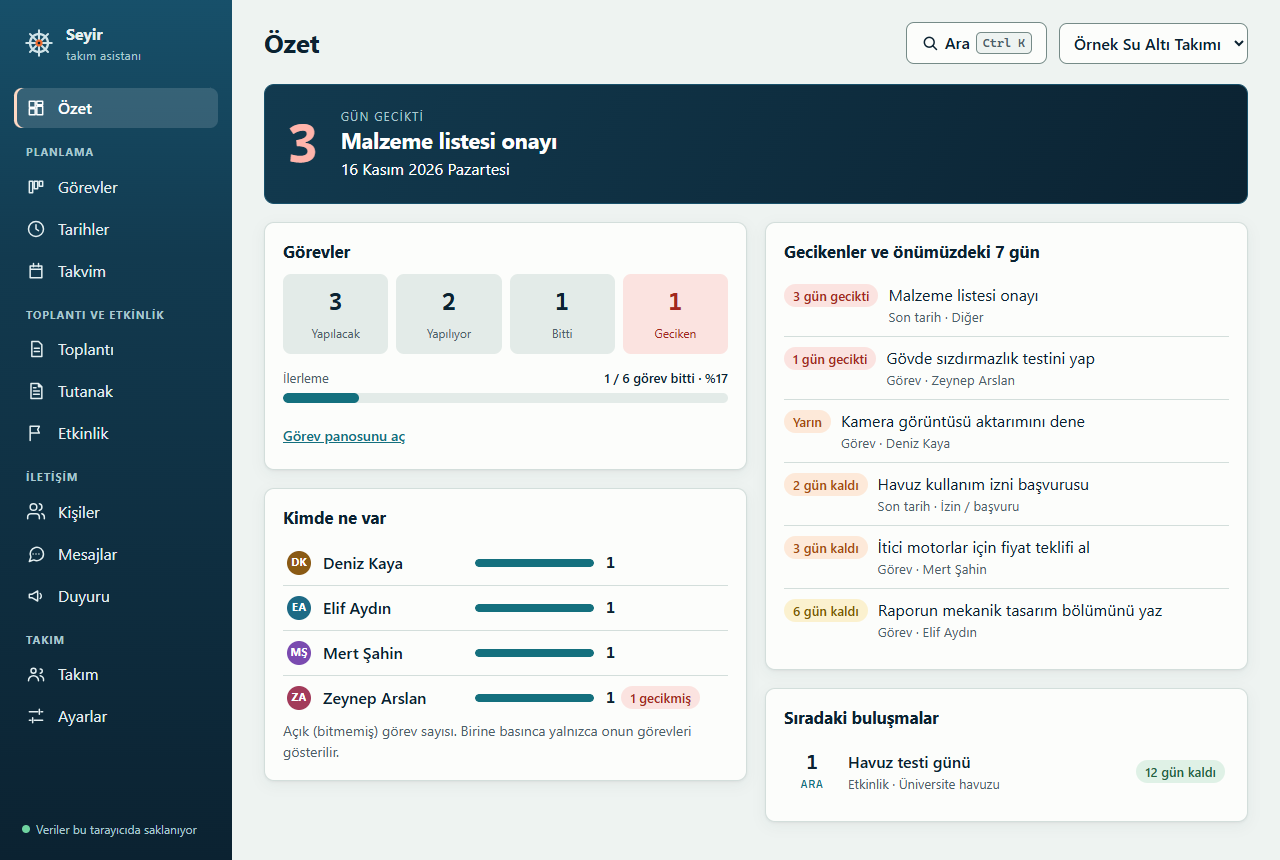 Seyir
takım asistanı
Özet
PLANLAMA
Görevler
Tarihler
Takvim
TOPLANTI VE ETKİNLİK
Toplantı
Tutanak
Etkinlik
İLETİŞİM
Kişiler
Mesajlar
Duyuru
TAKIM
Takım
Ayarlar
Veriler bu tarayıcıda saklanıyor
Özet
Ara Ctrl K
Örnek Su Altı Takımı
3
GÜN GECİKTİ
Malzeme listesi onayı
16 Kasım 2026 Pazartesi
Görevler
3 2 1 1
Yapılacak Yapılıyor Bitti Geciken
İlerleme 1 / 6 görev bitti · %17
Görev panosunu aç
Kimde ne var
DK Deniz Kaya 1
EA Elif Aydın 1
MŞ Mert Şahin 1
ZA Zeynep Arslan 1 1 gecikmiş
Açık (bitmemiş) görev sayısı. Birine basınca yalnızca onun görevleri
gösterilir.
Gecikenler ve önümüzdeki 7 gün
3 gün gecikti Malzeme listesi onayı
Son tarih · Diğer
1 gün gecikti Gövde sızdırmazlık testini yap
Görev · Zeynep Arslan
Yarın Kamera görüntüsü aktarımını dene
Görev · Deniz Kaya
2 gün kaldı Havuz kullanım izni başvurusu
Son tarih · İzin / başvuru
3 gün kaldı İtici motorlar için fiyat teklifi al
Görev · Mert Şahin
6 gün kaldı Raporun mekanik tasarım bölümünü yaz
Görev · Elif Aydın
Sıradaki buluşmalar
1 Havuz testi günü
ARA Etkinlik · Üniversite havuzu
12 gün kaldı